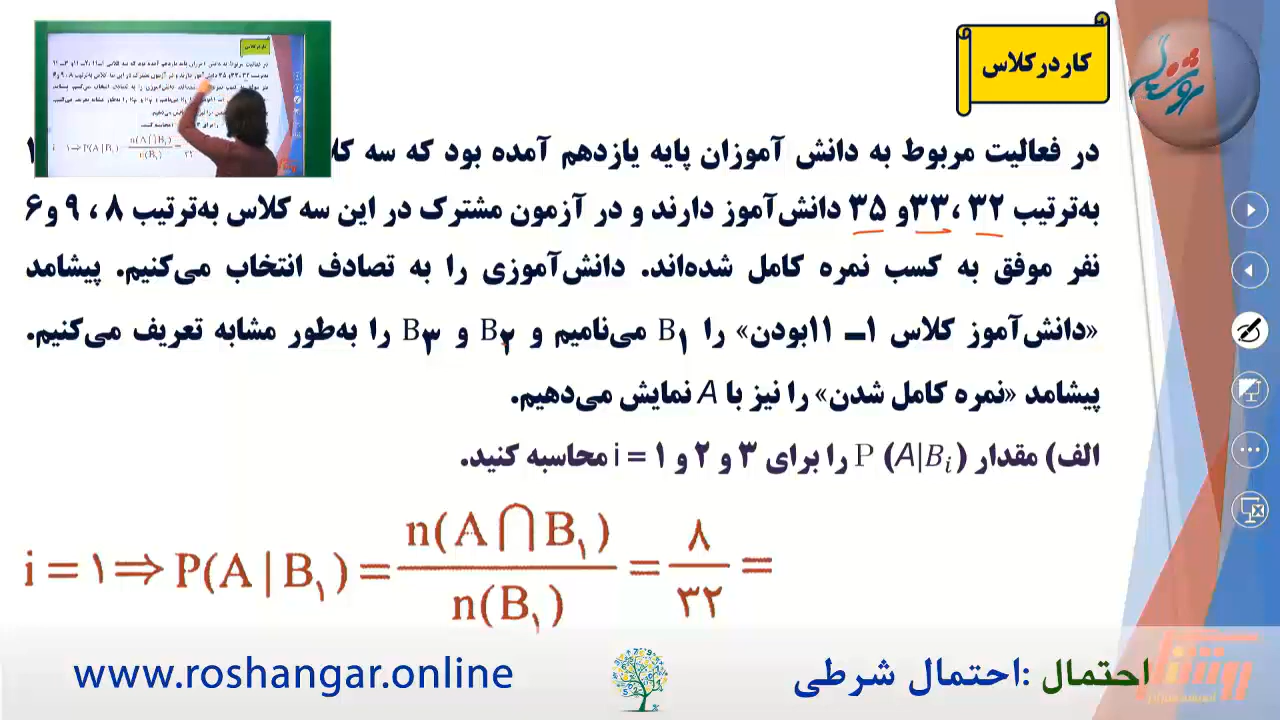 کار در کلاس
روشنگر
در فعالیت مربوط به دانش آموزان پایه یازدهم آمده بود که سه
به‌ترتیب ۳۲ ،۳۳و ۳۵ دانش‌آموز دارند و در آزمون مشترک در این سه کلاس به‌ترتیب ۸ ، ۹ و ۶
نفر موفق به کسب نمره کامل شده‌اند. دانش‌آموزی را به تصادف انتخاب می‌کنیم. پیشامد
«دانش‌آموز کلاس ۱ـ ۱۱بودن» را B۱ می‌نامیم و B۲ و B۳ را به‌طور مشابه تعریف می‌کنیم.
پیشامد «نمره کامل شدن» را نیز با A نمایش می‌دهیم.
الف) مقدار P (A|Bi) را برای ۳ و ۲ و ۱ = i محاسبه کنید.
i = ۱ ⇒ P(A | B۱) = n(A ⋂ B۱) / n(B۱) = ۸ / ۳۲ =
www.roshangar.online
احتمال :احتمال شرطی